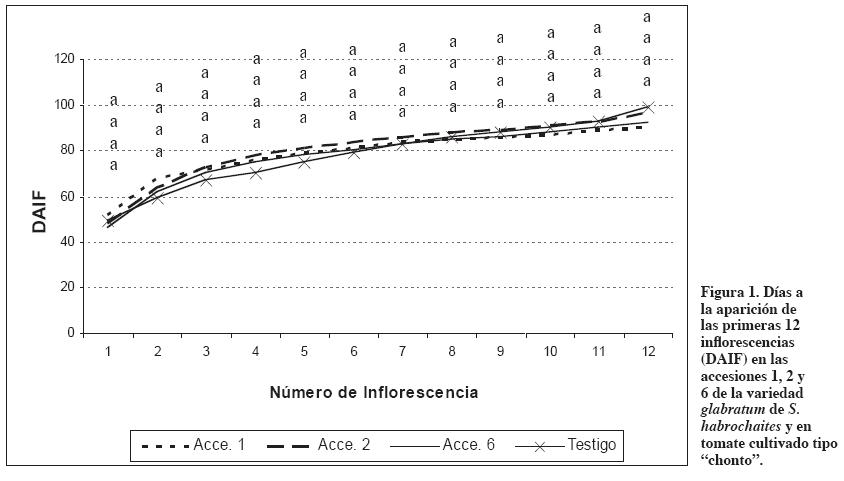 DAIF
a a a a a a a a a a a a
a a a a a a a a a a a a
a a a a a a a a a a a a
a a a a a a a a a a a a
120
100
80
60
40
20
0
1 2 3 4 5 6 7 8 9 10 11 12
Número de Inflorescencia
Acce. 1 Acce. 2 Acce. 6 Testigo
Figura 1. Días a
la aparición de
las primeras 12
inflorescencias
(DAIF) en las
accesiones 1, 2 y
6 de la variedad
glabratum de S.
habrochaites y en
tomate cultivado tipo
“chonto”.